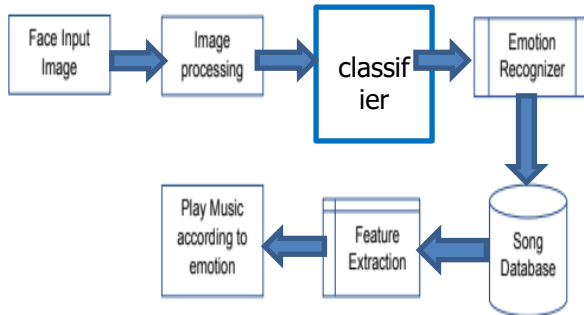 Face Input
Image
Image
processing
classif
ier
Emotion
Recognizer
Song
Database
Feature
Extraction
Play Music
according to
emotion